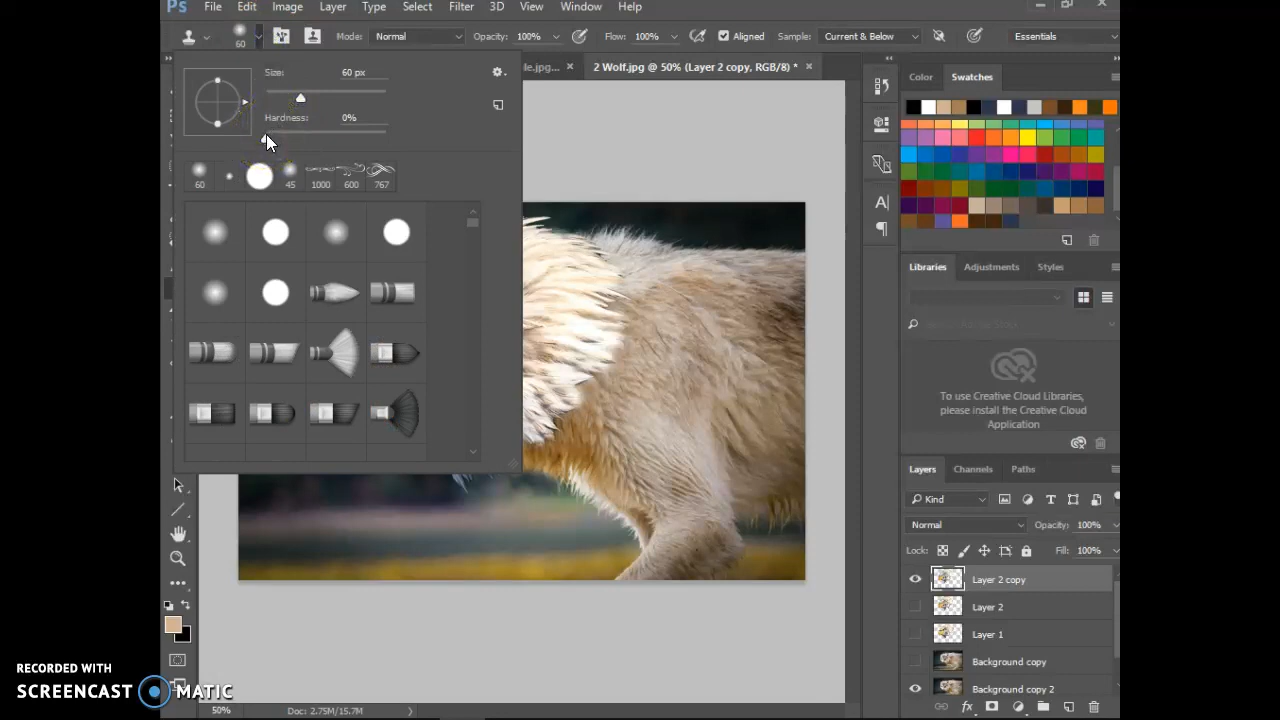 Ps File Edit Image Layer Type Select Filter 3D View Window Help
60 Mode: Normal Opacity: 100% Flow: 100% Aligned Sample: Current & Below Essentials
le.jpg... × 2 Wolf.jpg @ 50% (Layer 2 copy, RGB/8) * ×
Size: 60 px
Hardness: 0%
60 45 1000 600 767
Color Swatches
Libraries Adjustments Styles
To use Creative Cloud Libraries,
please install the Creative Cloud
Application
Layers Channels Paths
Kind
Normal Opacity: 100%
Lock: Fill: 100%
Layer 2 copy
Layer 2
Layer 1
Background copy
Background copy 2
fx
A
50% Doc: 2.75M/15.7M
RECORDED WITH
SCREENCAST MATIC